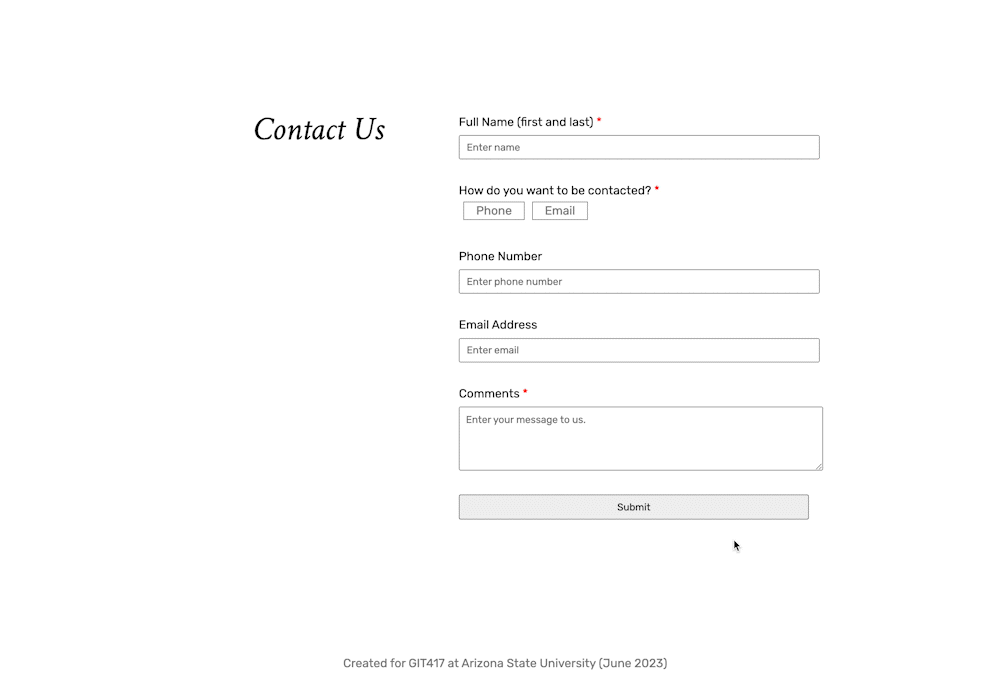 Contact Us
Full Name (first and last) *
Enter name
How do you want to be contacted? *
Phone Email
Phone Number
Enter phone number
Email Address
Enter email
Comments *
Enter your message to us.
Submit
Created for GIT417 at Arizona State University (June 2023)